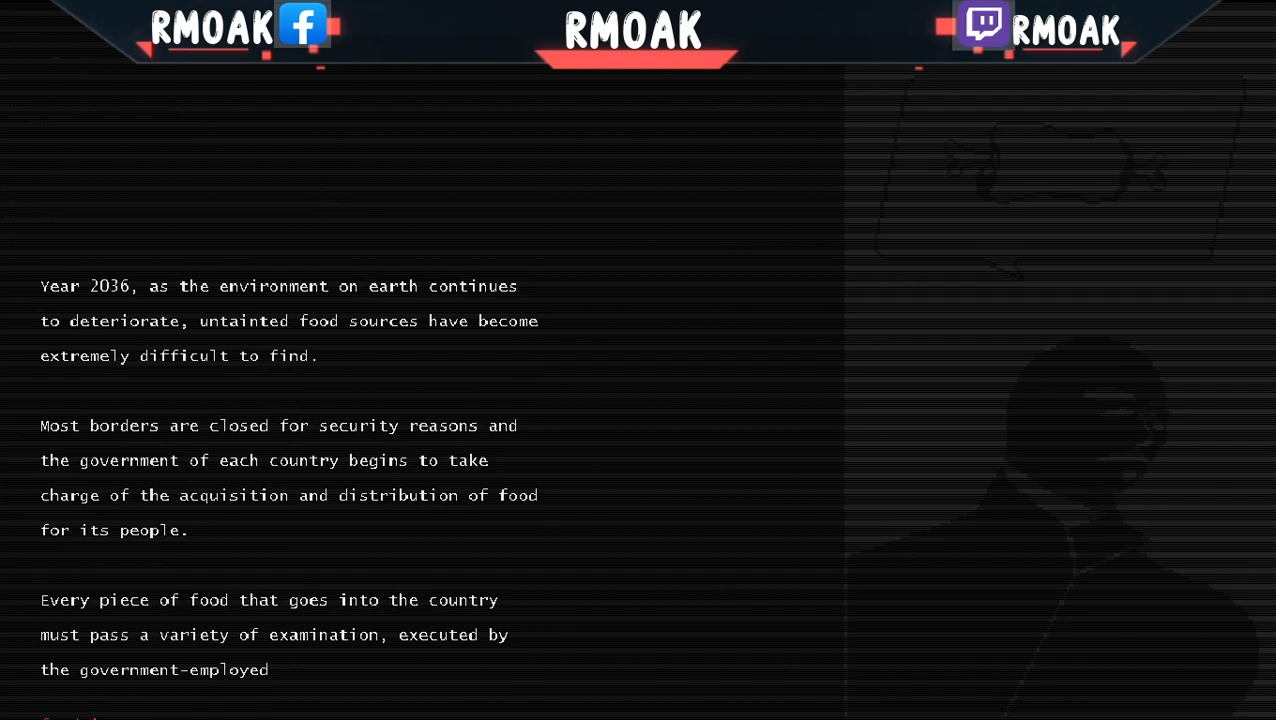 RMOAK
RMOAK
RMOAK
Year 2036, as the environment on earth continues
to deteriorate, untainted food sources have become
extremely difficult to find.
Most borders are closed for security reasons and
the government of each country begins to take
charge of the acquisition and distribution of food
for its people.
Every piece of food that goes into the country
must pass a variety of examination, executed by
the government-employed